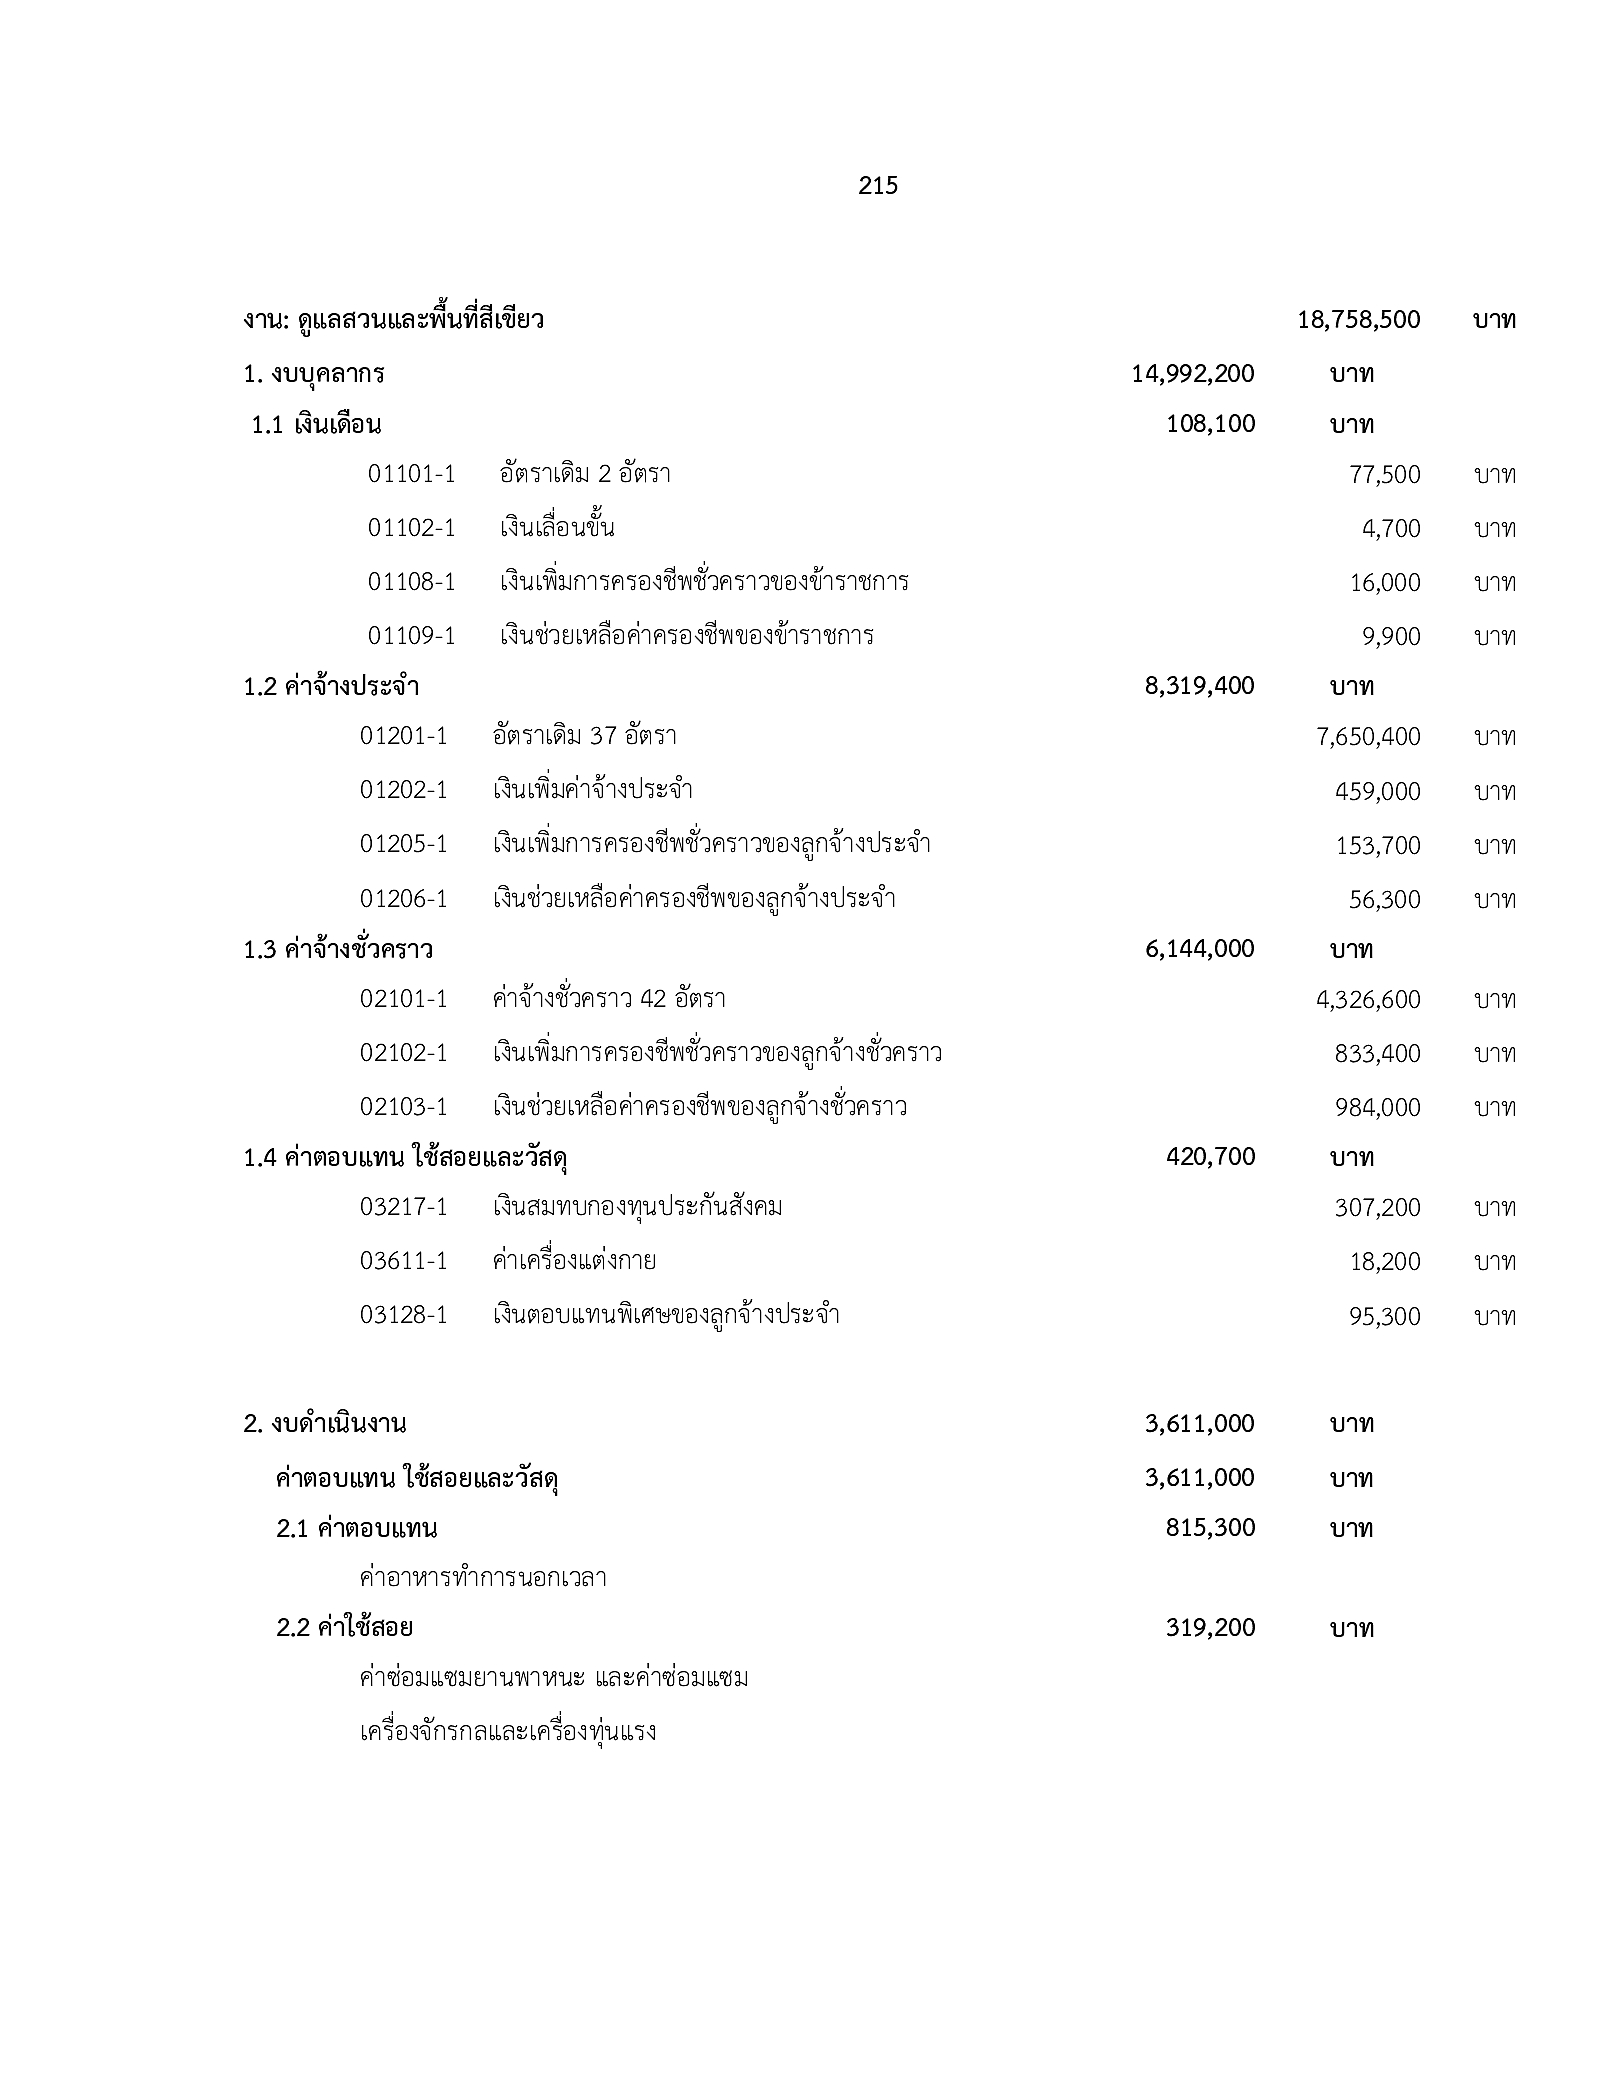 215
งาน: ดูแลสวนและพื้นที่สีเขียว 18,758,500 บาท
1. งบบุคลากร 14,992,200 บาท
1.1 เงินเดือน 108,100 บาท
01101-1 อัตราเดิม 2 อัตรา 77,500 บาท
01102-1 เงินเลื่อนขั้น 4,700 บาท
01108-1 เงินเพิ่มการครองชีพชั่วคราวของข้าราชการ 16,000 บาท
01109-1 เงินช่วยเหลือค่าครองชีพของข้าราชการ 9,900 บาท
1.2 ค่าจ้างประจำ 8,319,400 บาท
01201-1 อัตราเดิม 37 อัตรา 7,650,400 บาท
01202-1 เงินเพิ่มค่าจ้างประจำ 459,000 บาท
01205-1 เงินเพิ่มการครองชีพชั่วคราวของลูกจ้างประจำ 153,700 บาท
01206-1 เงินช่วยเหลือค่าครองชีพของลูกจ้างประจำ 56,300 บาท
1.3 ค่าจ้างชั่วคราว 6,144,000 บาท
02101-1 ค่าจ้างชั่วคราว 42 อัตรา 4,326,600 บาท
02102-1 เงินเพิ่มการครองชีพชั่วคราวของลูกจ้างชั่วคราว 833,400 บาท
02103-1 เงินช่วยเหลือค่าครองชีพของลูกจ้างชั่วคราว 984,000 บาท
1.4 ค่าตอบแทน ใช้สอยและวัสดุ 420,700 บาท
03217-1 เงินสมทบกองทุนประกันสังคม 307,200 บาท
03611-1 ค่าเครื่องแต่งกาย 18,200 บาท
03128-1 เงินตอบแทนพิเศษของลูกจ้างประจำ 95,300 บาท
2. งบดำเนินงาน 3,611,000 บาท
ค่าตอบแทน ใช้สอยและวัสดุ 3,611,000 บาท
2.1 ค่าตอบแทน 815,300 บาท
ค่าอาหารทำการนอกเวลา
2.2 ค่าใช้สอย 319,200 บาท
ค่าซ่อมแซมยานพาหนะ และค่าซ่อมแซม
เครื่องจักรกลและเครื่องทุ่นแรง